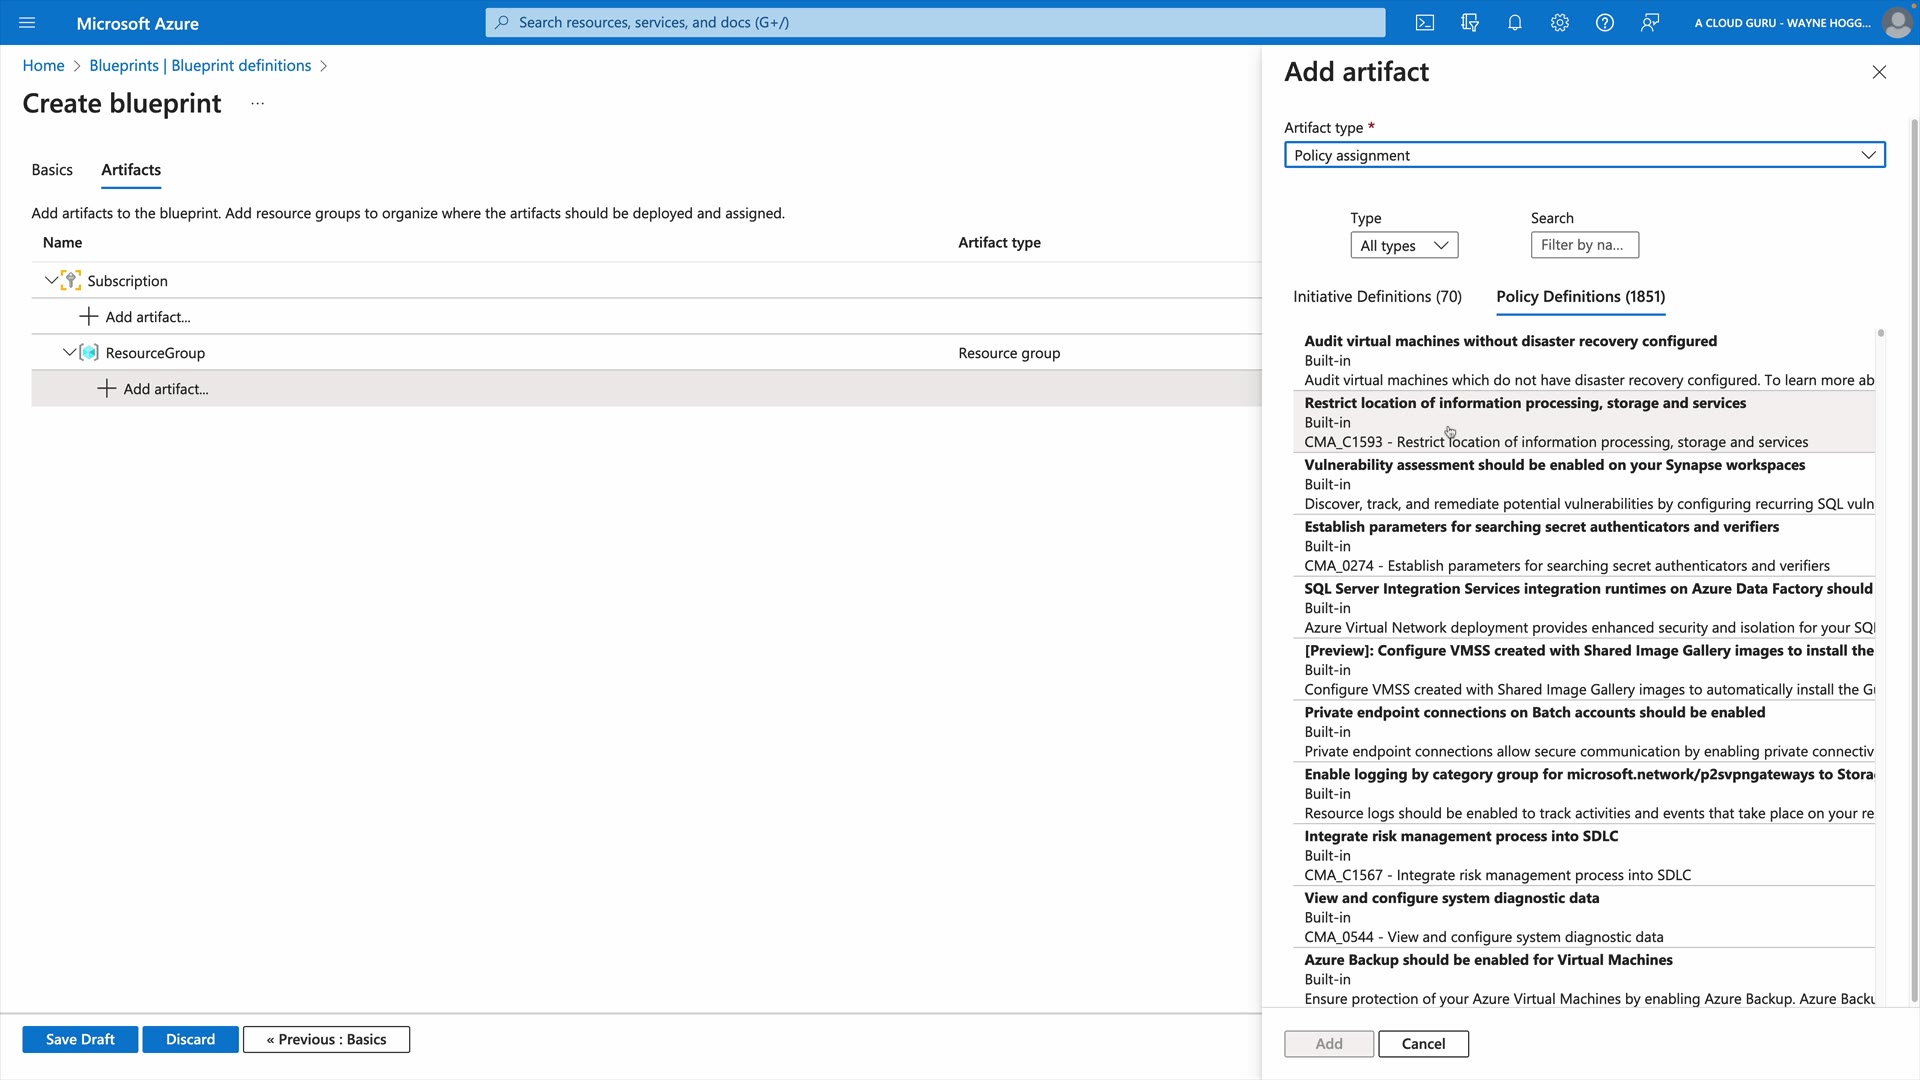 Microsoft Azure
Search resources, services, and docs (G+/)
A CLOUD GURU - WAYNE HOGG...
Home > Blueprints | Blueprint definitions >
Create blueprint ...
Basics
Artifacts
Add artifacts to the blueprint. Add resource groups to organize where the artifacts should be deployed and assigned.
Name
Artifact type
Subscription
Add artifact...
ResourceGroup
Resource group
Add artifact...
Save Draft
Discard
« Previous : Basics
Add artifact
Artifact type *
Policy assignment
Type
Search
All types
Filter by na...
Initiative Definitions (70)
Policy Definitions (1851)
Audit virtual machines without disaster recovery configured
Built-in
Audit virtual machines which do not have disaster recovery configured. To learn more ab
Restrict location of information processing, storage and services
Built-in
CMA_C1593 - Restrict location of information processing, storage and services
Vulnerability assessment should be enabled on your Synapse workspaces
Built-in
Discover, track, and remediate potential vulnerabilities by configuring recurring SQL vuln
Establish parameters for searching secret authenticators and verifiers
Built-in
CMA_0274 - Establish parameters for searching secret authenticators and verifiers
SQL Server Integration Services integration runtimes on Azure Data Factory should
Built-in
Azure Virtual Network deployment provides enhanced security and isolation for your SQ
[Preview]: Configure VMSS created with Shared Image Gallery images to install the
Built-in
Configure VMSS created with Shared Image Gallery images to automatically install the G
Private endpoint connections on Batch accounts should be enabled
Built-in
Private endpoint connections allow secure communication by enabling private connectiv
Enable logging by category group for microsoft.network/p2svpngateways to Stora
Built-in
Resource logs should be enabled to track activities and events that take place on your re
Integrate risk management process into SDLC
Built-in
CMA_C1567 - Integrate risk management process into SDLC
View and configure system diagnostic data
Built-in
CMA_0544 - View and configure system diagnostic data
Azure Backup should be enabled for Virtual Machines
Built-in
Ensure protection of your Azure Virtual Machines by enabling Azure Backup. Azure Backu
Add
Cancel